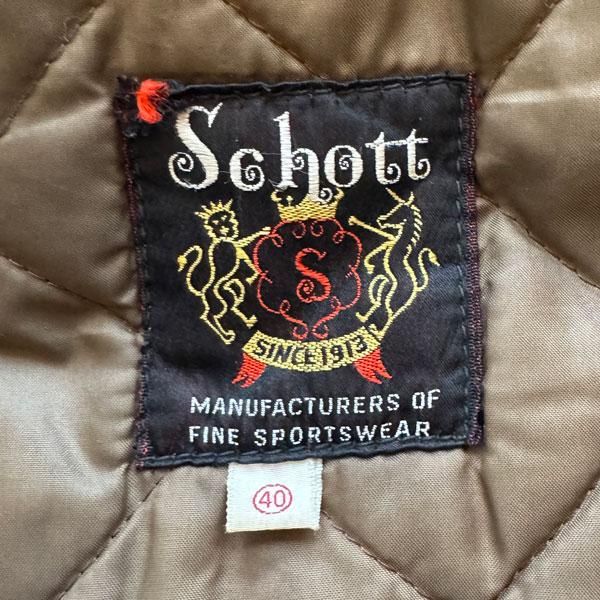 Schott
S
SINCE 1913
MANUFACTURERS OF
FINE SPORTSWEAR
40